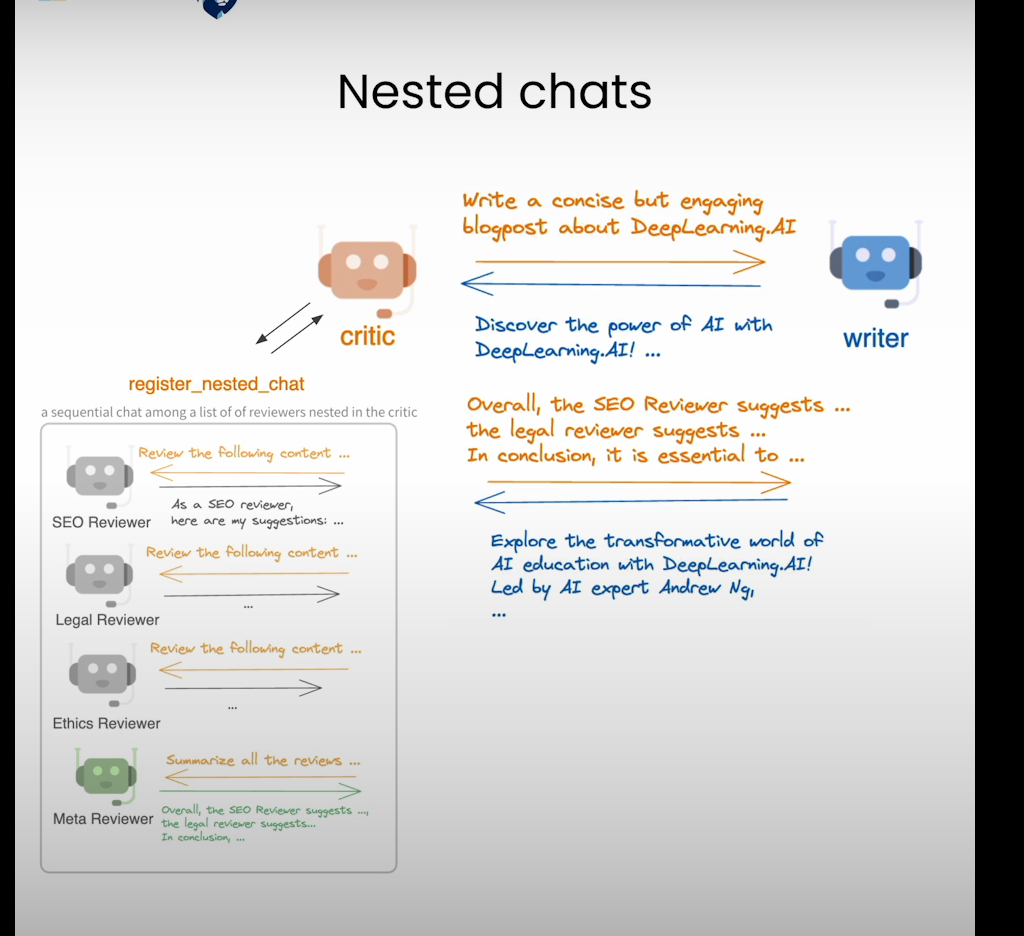 Nested chats
Write a concise but engaging
blogpost about DeepLearning.AI
critic
Discover the power of AI with
DeepLearning.AI! ...
writer
register_nested_chat
a sequential chat among a list of of reviewers nested in the critic
Overall, the SEO Reviewer suggests ...
the legal reviewer suggests ...
In conclusion, it is essential to ...
Explore the transformative world of
AI education with DeepLearning.AI!
Led by AI expert Andrew Ng,
...
Review the following content ...
As a SEO reviewer,
here are my suggestions: ...
SEO Reviewer
Review the following content ...
...
Legal Reviewer
Review the following content ...
...
Ethics Reviewer
Summarize all the reviews ...
Overall, the SEO Reviewer suggests ...,
the legal reviewer suggests...
In conclusion, ...
Meta Reviewer